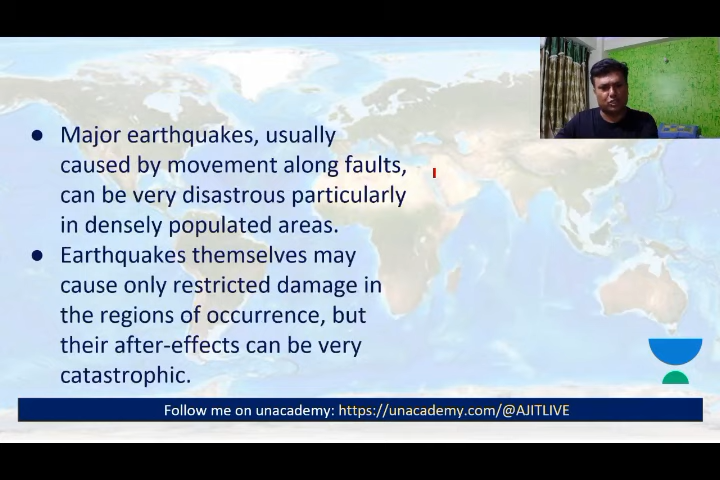 ● Major earthquakes, usually
caused by movement along faults,
can be very disastrous particularly
in densely populated areas.
● Earthquakes themselves may
cause only restricted damage in
the regions of occurrence, but
their after-effects can be very
catastrophic.
Follow me on unacademy: https://unacademy.com/@AJITLIVE